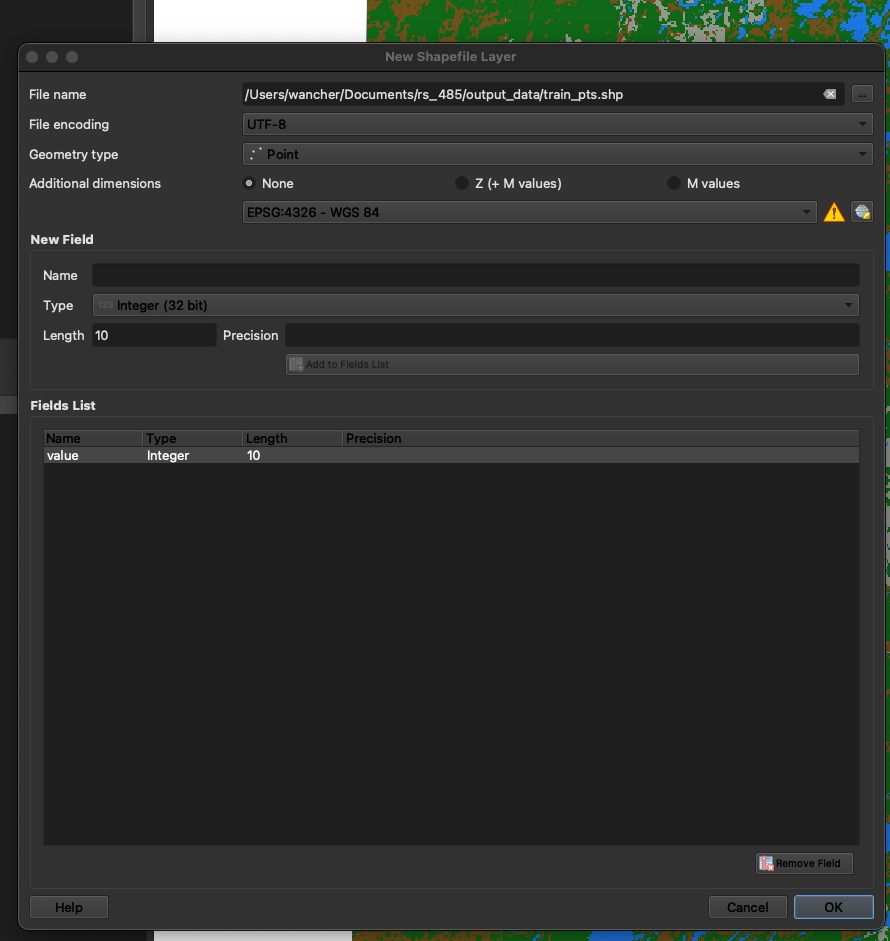 New Shapefile Layer
File name /Users/wancher/Documents/rs_485/output_data/train_pts.shp ...
File encoding UTF-8
Geometry type Point
Additional dimensions None Z (+ M values) M values
EPSG:4326 - WGS 84
New Field
Name
Type 123 Integer (32 bit)
Length 10 Precision
Add to Fields List
Fields List
Name Type Length Precision
value Integer 10
Remove Field
Help Cancel OK